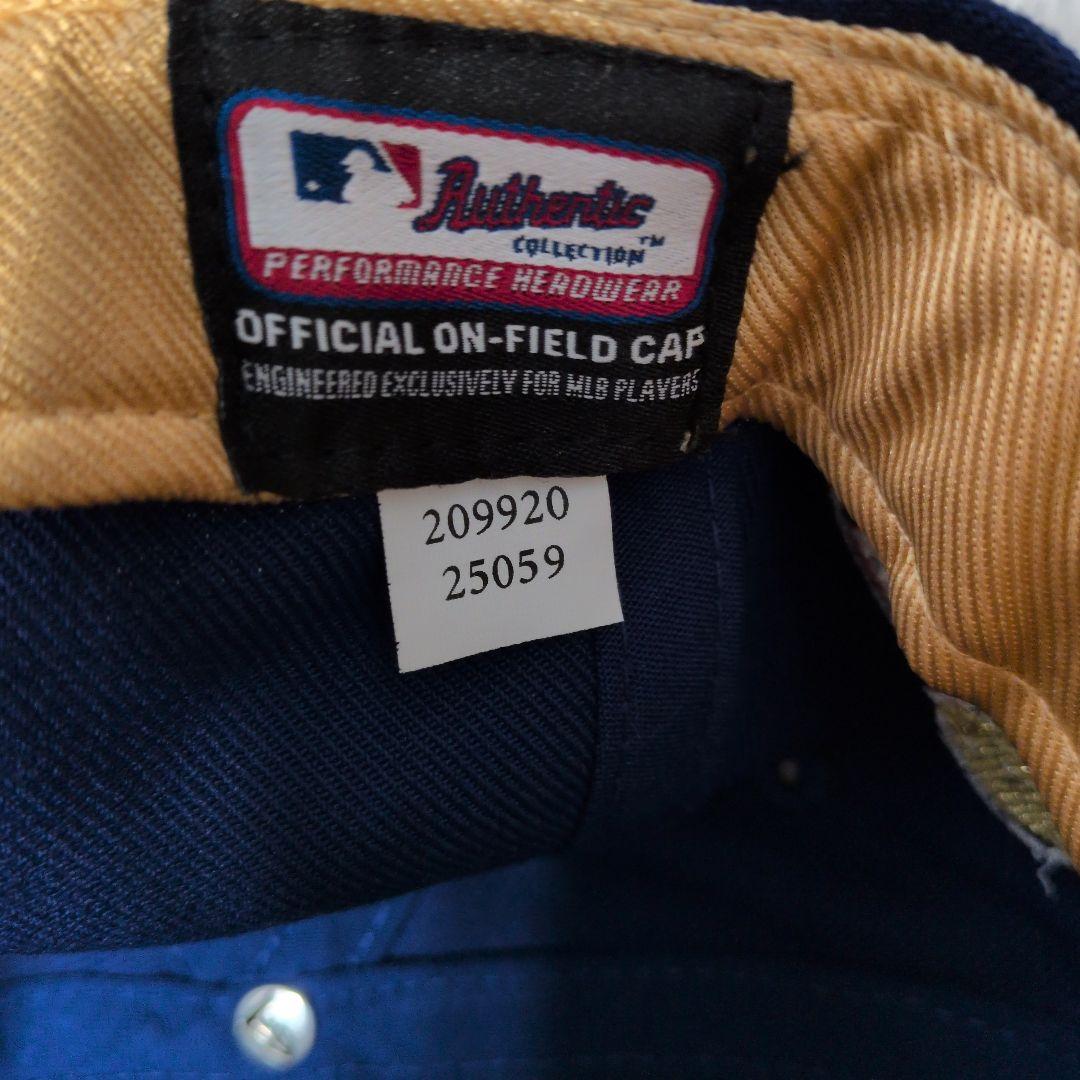 Authentic
COLLECTION™
PERFORMANCE HEADWEAR
OFFICIAL ON-FIELD CAP
ENGINEERED EXCLUSIVELY FOR MLB PLAYERS
209920
25059